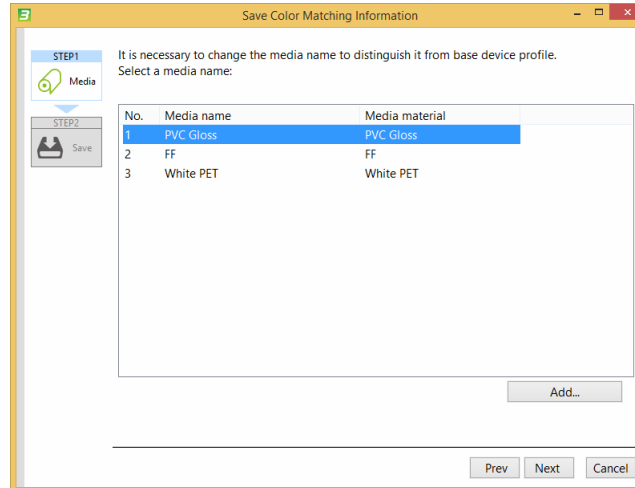 3 Save Color Matching Information
STEP1
Media
STEP2
Save
It is necessary to change the media name to distinguish it from base device profile.
Select a media name:
No. Media name Media material
1 PVC Gloss PVC Gloss
2 FF FF
3 White PET White PET
Add...
Prev Next Cancel